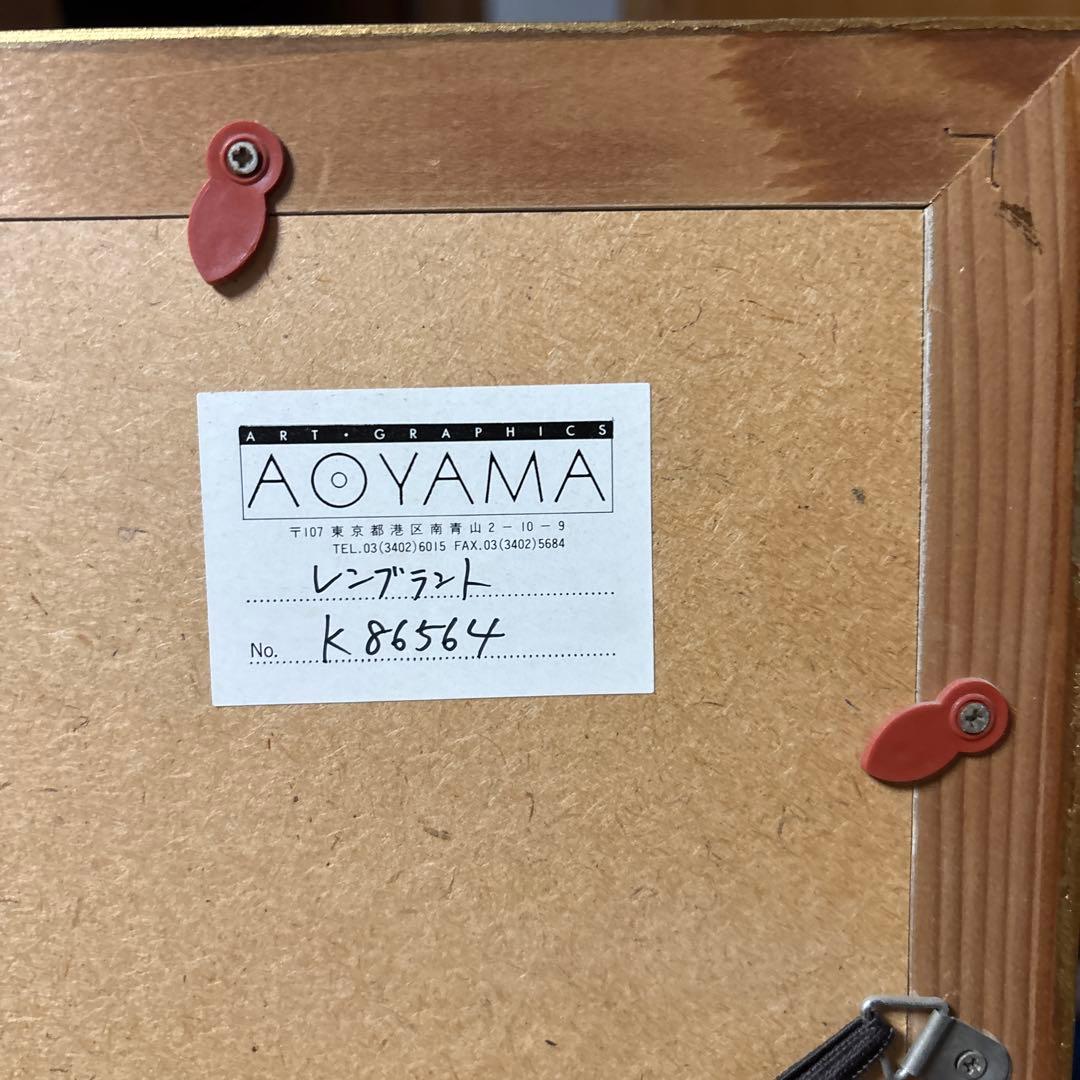 ART・GRAPHICS
AOYAMA
〒107 東京都港区南青山2-10-9
TEL.03(3402)6015 FAX.03(3402)5684
レンブラント
No. K86564